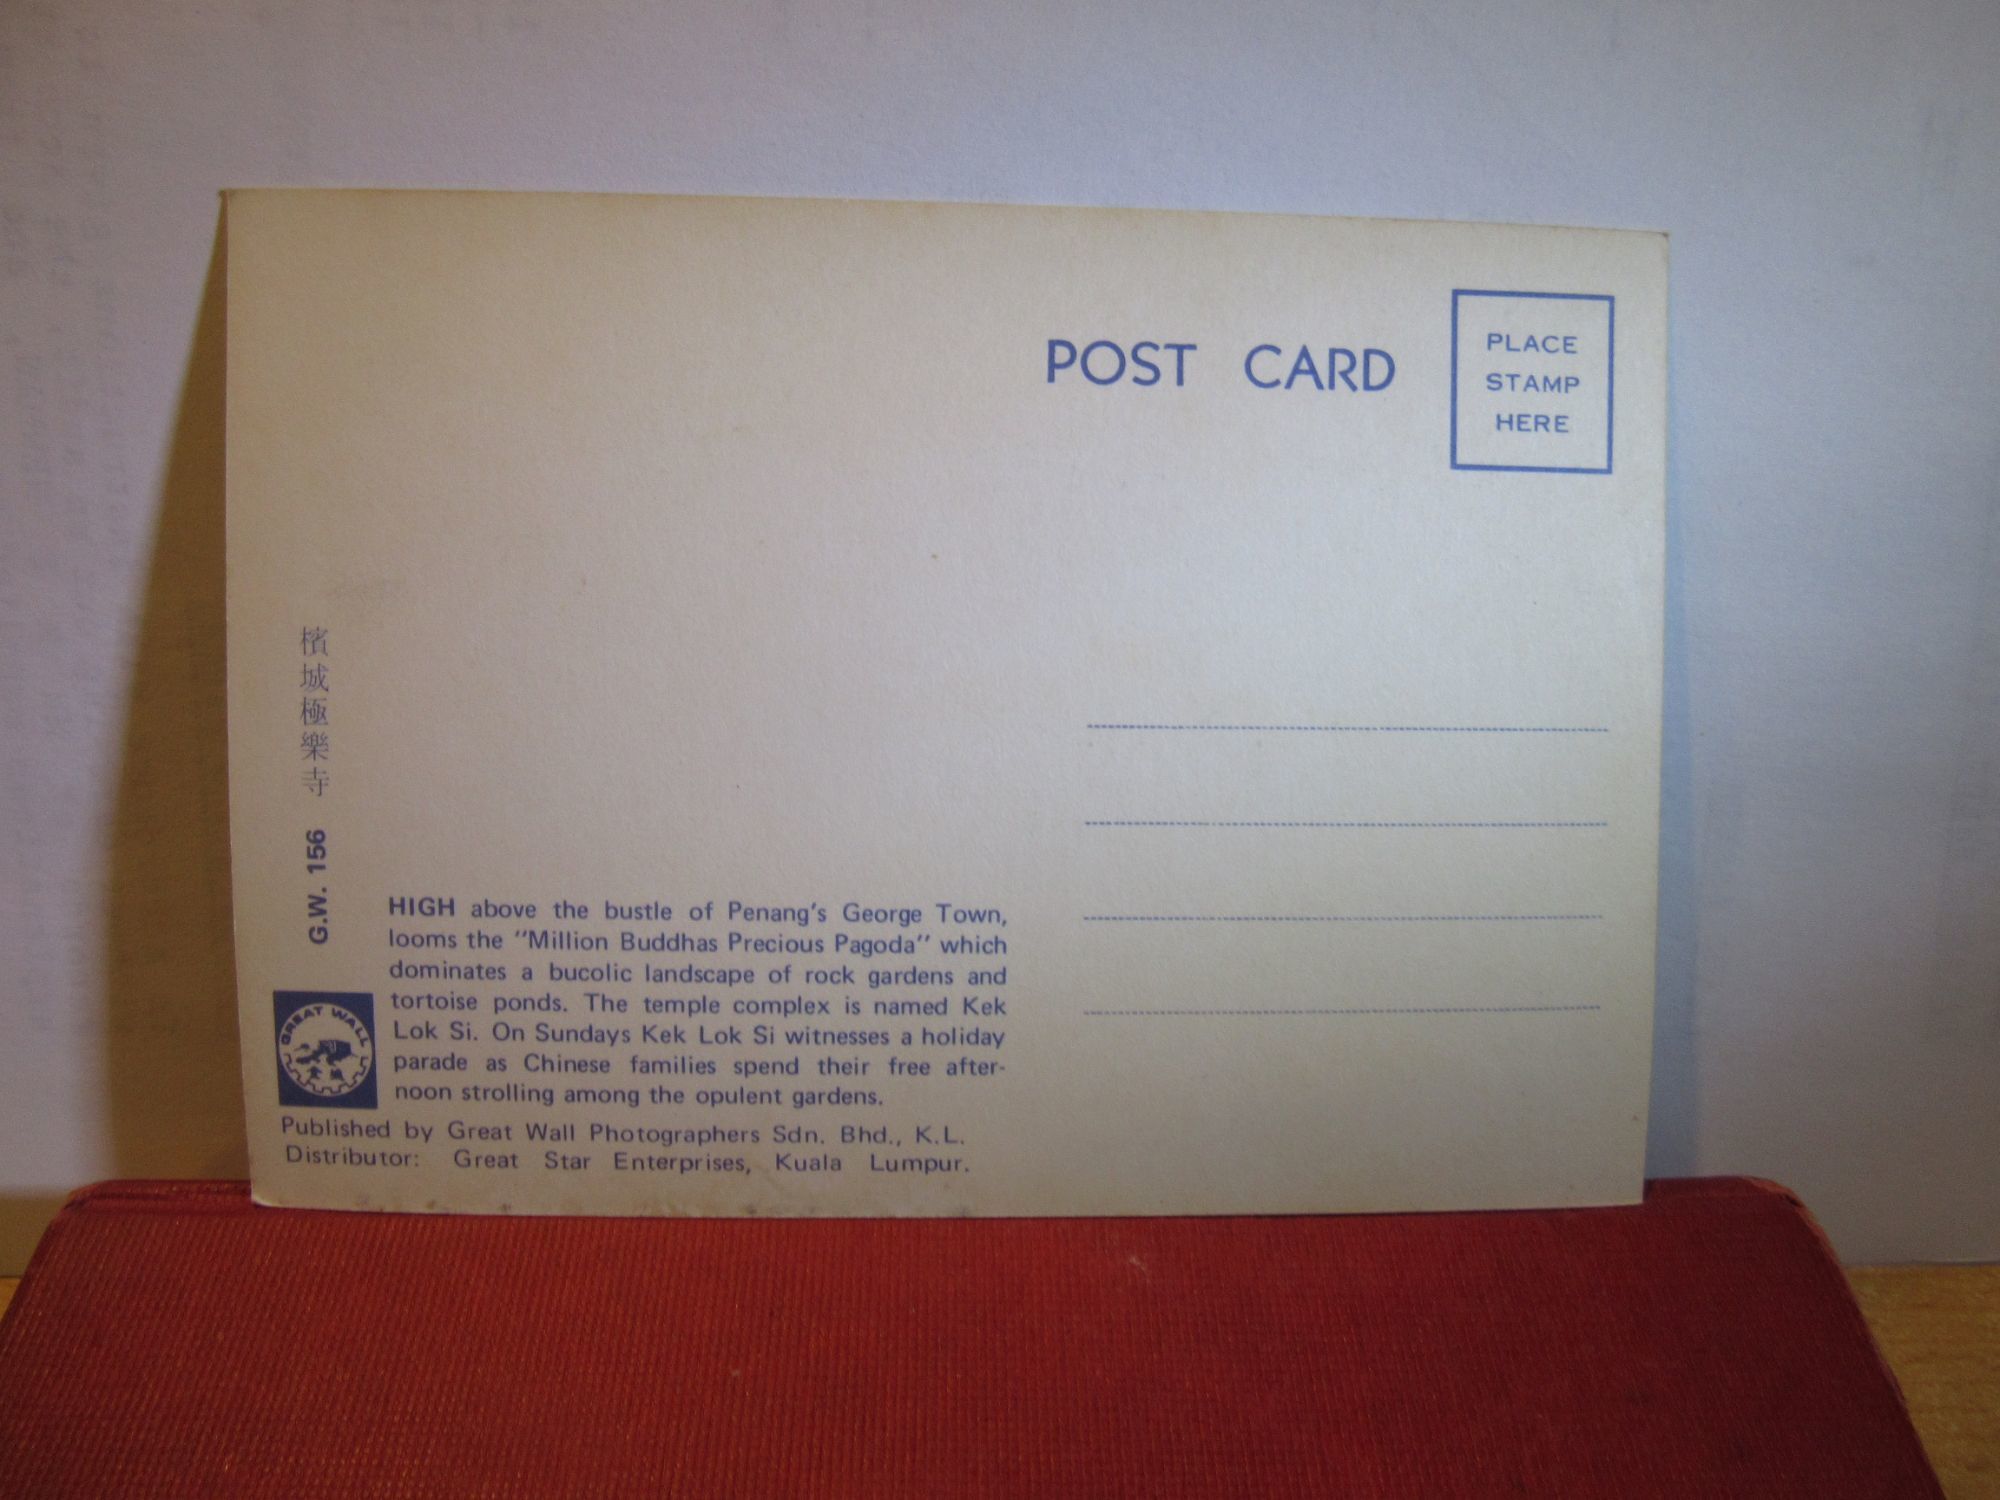 POST CARD
PLACE
STAMP
HERE
檳城極樂寺
G.W. 156
HIGH above the bustle of Penang's George Town,
looms the "Million Buddhas Precious Pagoda" which
dominates a bucolic landscape of rock gardens and
tortoise ponds. The temple complex is named Kek
Lok Si. On Sundays Kek Lok Si witnesses a holiday
parade as Chinese families spend their free after-
noon strolling among the opulent gardens.
GREAT WALL
Published by Great Wall Photographers Sdn. Bhd., K.L.
Distributor: Great Star Enterprises, Kuala Lumpur.